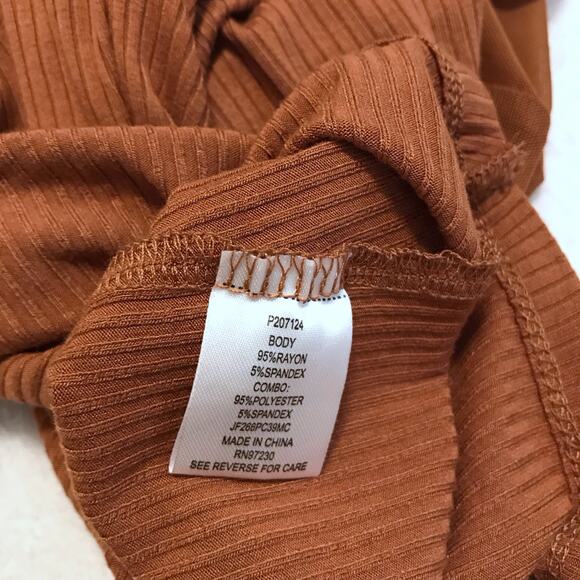 P207124
BODY
95%RAYON
5%SPANDEX
COMBO:
95%POLYESTER
5%SPANDEX
JF266PC39MC
MADE IN CHINA
RN97230
SEE REVERSE FOR CARE